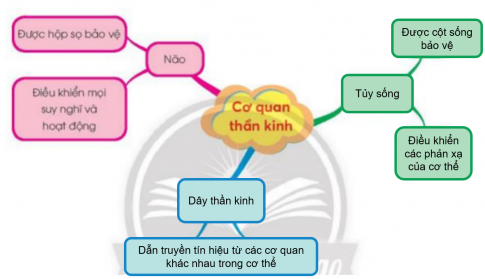 Được hộp sọ bảo vệ
Não
Điều khiển mọi
suy nghĩ và
hoạt động
Cơ quan
thần kinh
Được cột sống
bảo vệ
Tủy sống
Điều khiển
các phản xạ
của cơ thể
Dây thần kinh
Dẫn truyền tín hiệu từ các cơ quan
khác nhau trong cơ thể